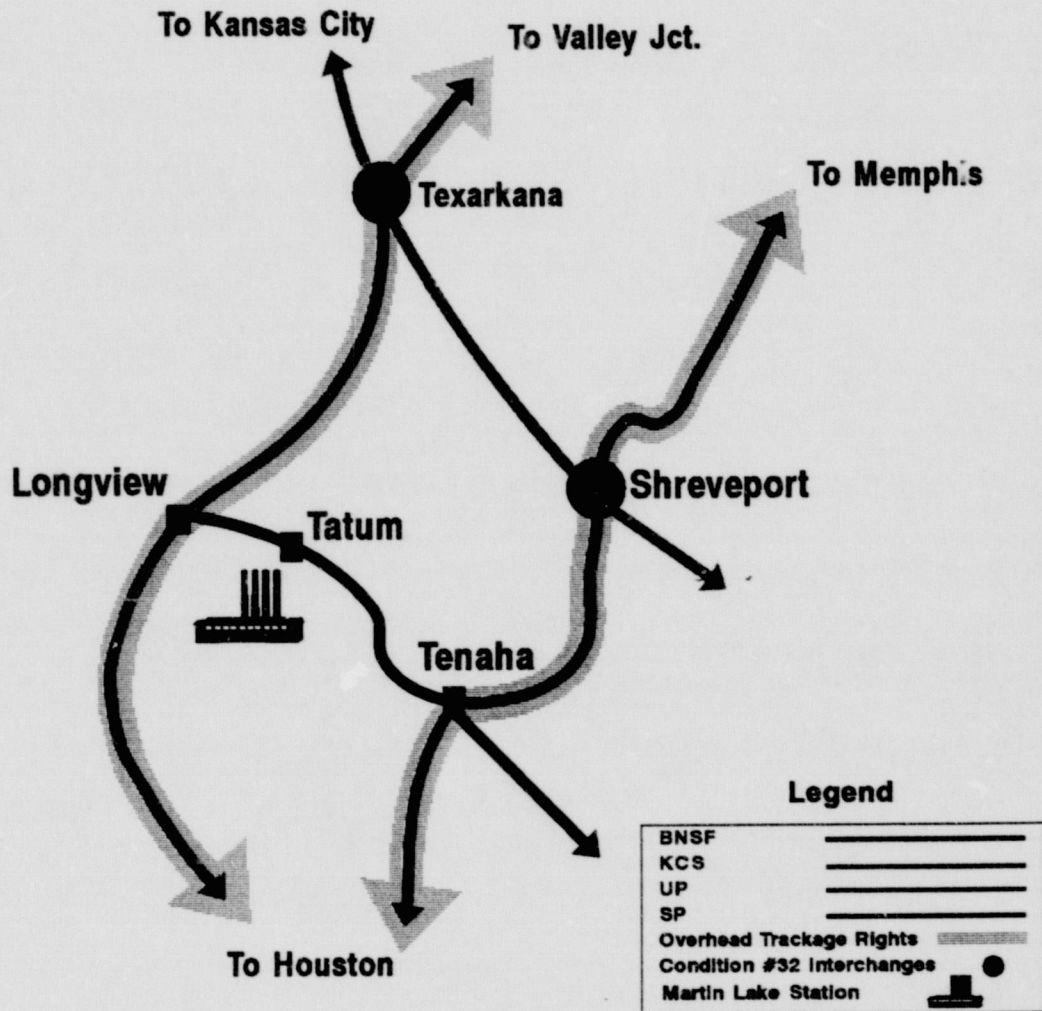 To Kansas City
To Valley Jct.
To Memph.s
Texarkana
Longview
Shreveport
Tatum
Tenaha
To Houston
Legend
BNSF
KCS
UP
SP
Overhead Trackage Rights
Condition #32 Interchanges
Martin Lake Station